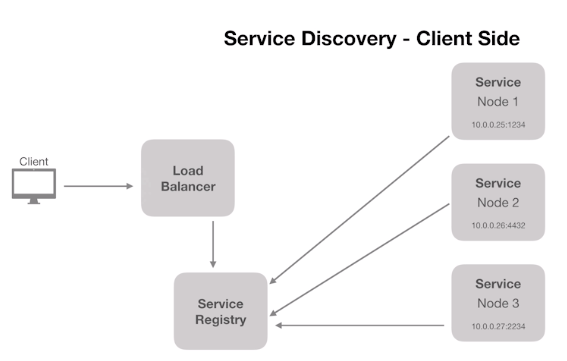 Service Discovery - Client Side
Service
Node 1
10.0.0.25:1234
Client
Load
Balancer
Service
Node 2
10.0.0.26:4432
Service
Registry
Service
Node 3
10.0.0.27:2234